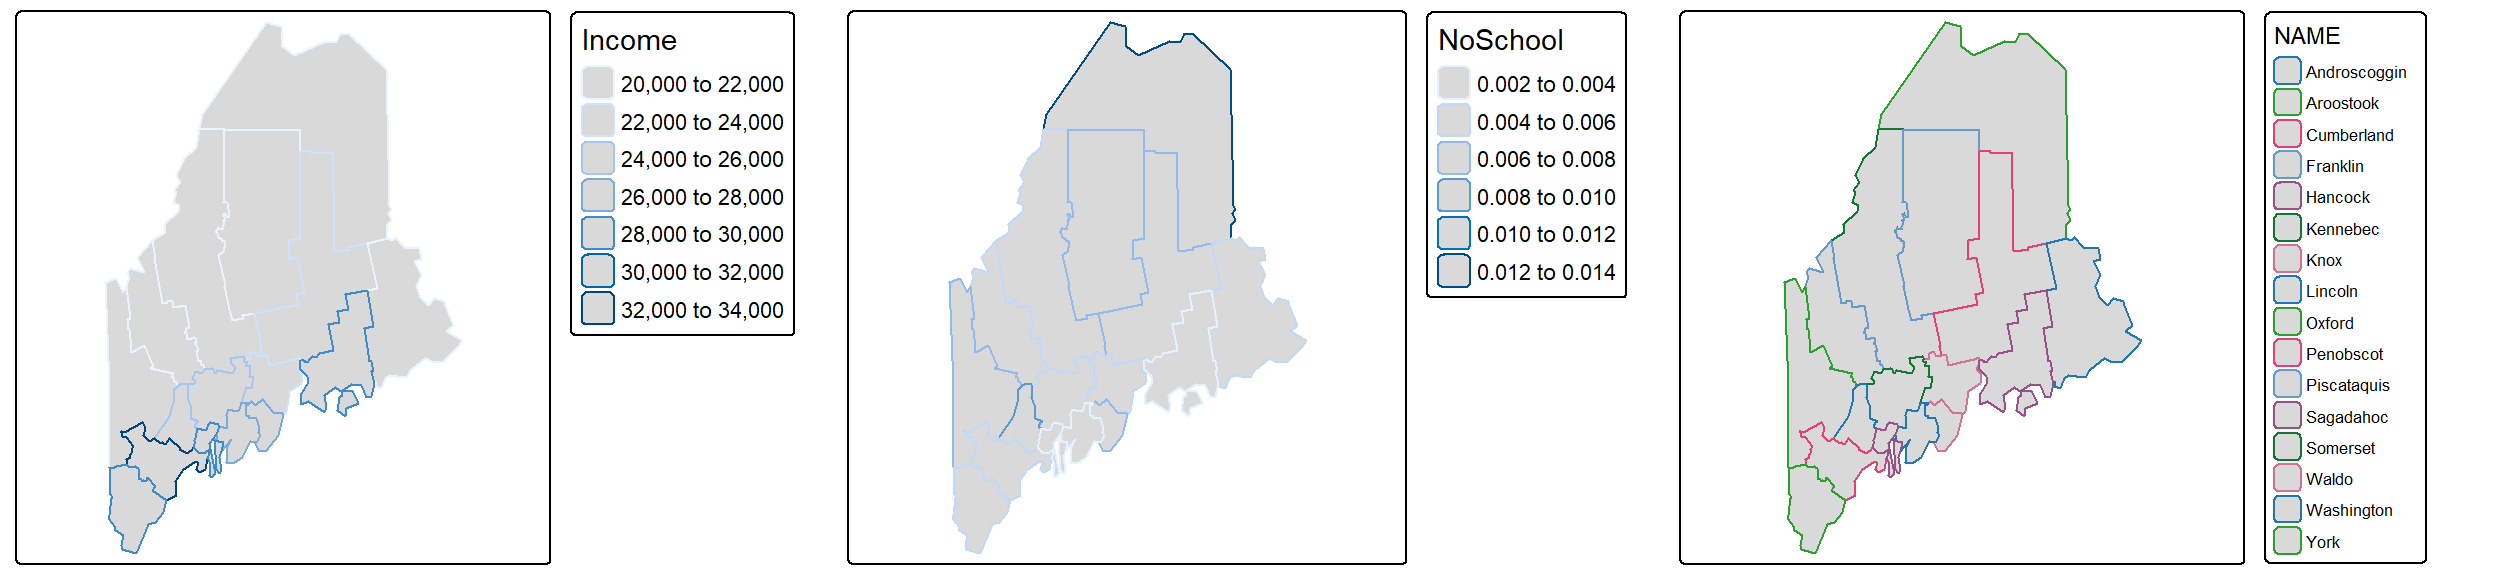 Income
20,000 to 22,000
22,000 to 24,000
24,000 to 26,000
26,000 to 28,000
28,000 to 30,000
30,000 to 32,000
32,000 to 34,000
NoSchool
0.002 to 0.004
0.004 to 0.006
0.006 to 0.008
0.008 to 0.010
0.010 to 0.012
0.012 to 0.014
NAME
Androscoggin
Aroostook
Cumberland
Franklin
Hancock
Kennebec
Knox
Lincoln
Oxford
Penobscot
Piscataquis
Sagadahoc
Somerset
Waldo
Washington
York